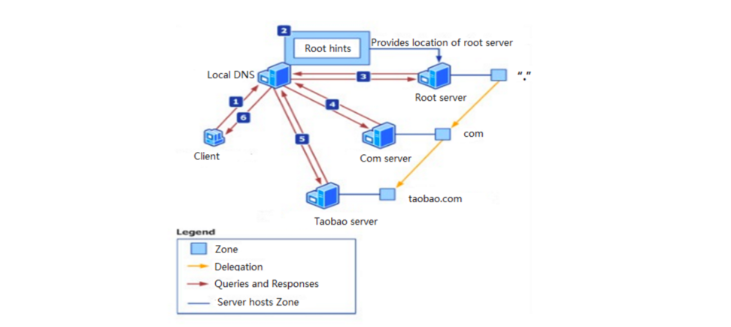 2
Root hints
Provides location of root server
Local DNS
3
"."
Root server
1
4
6
com
5
Client
Com server
taobao.com
Taobao server
Legend
Zone
Delegation
Queries and Responses
Server hosts Zone